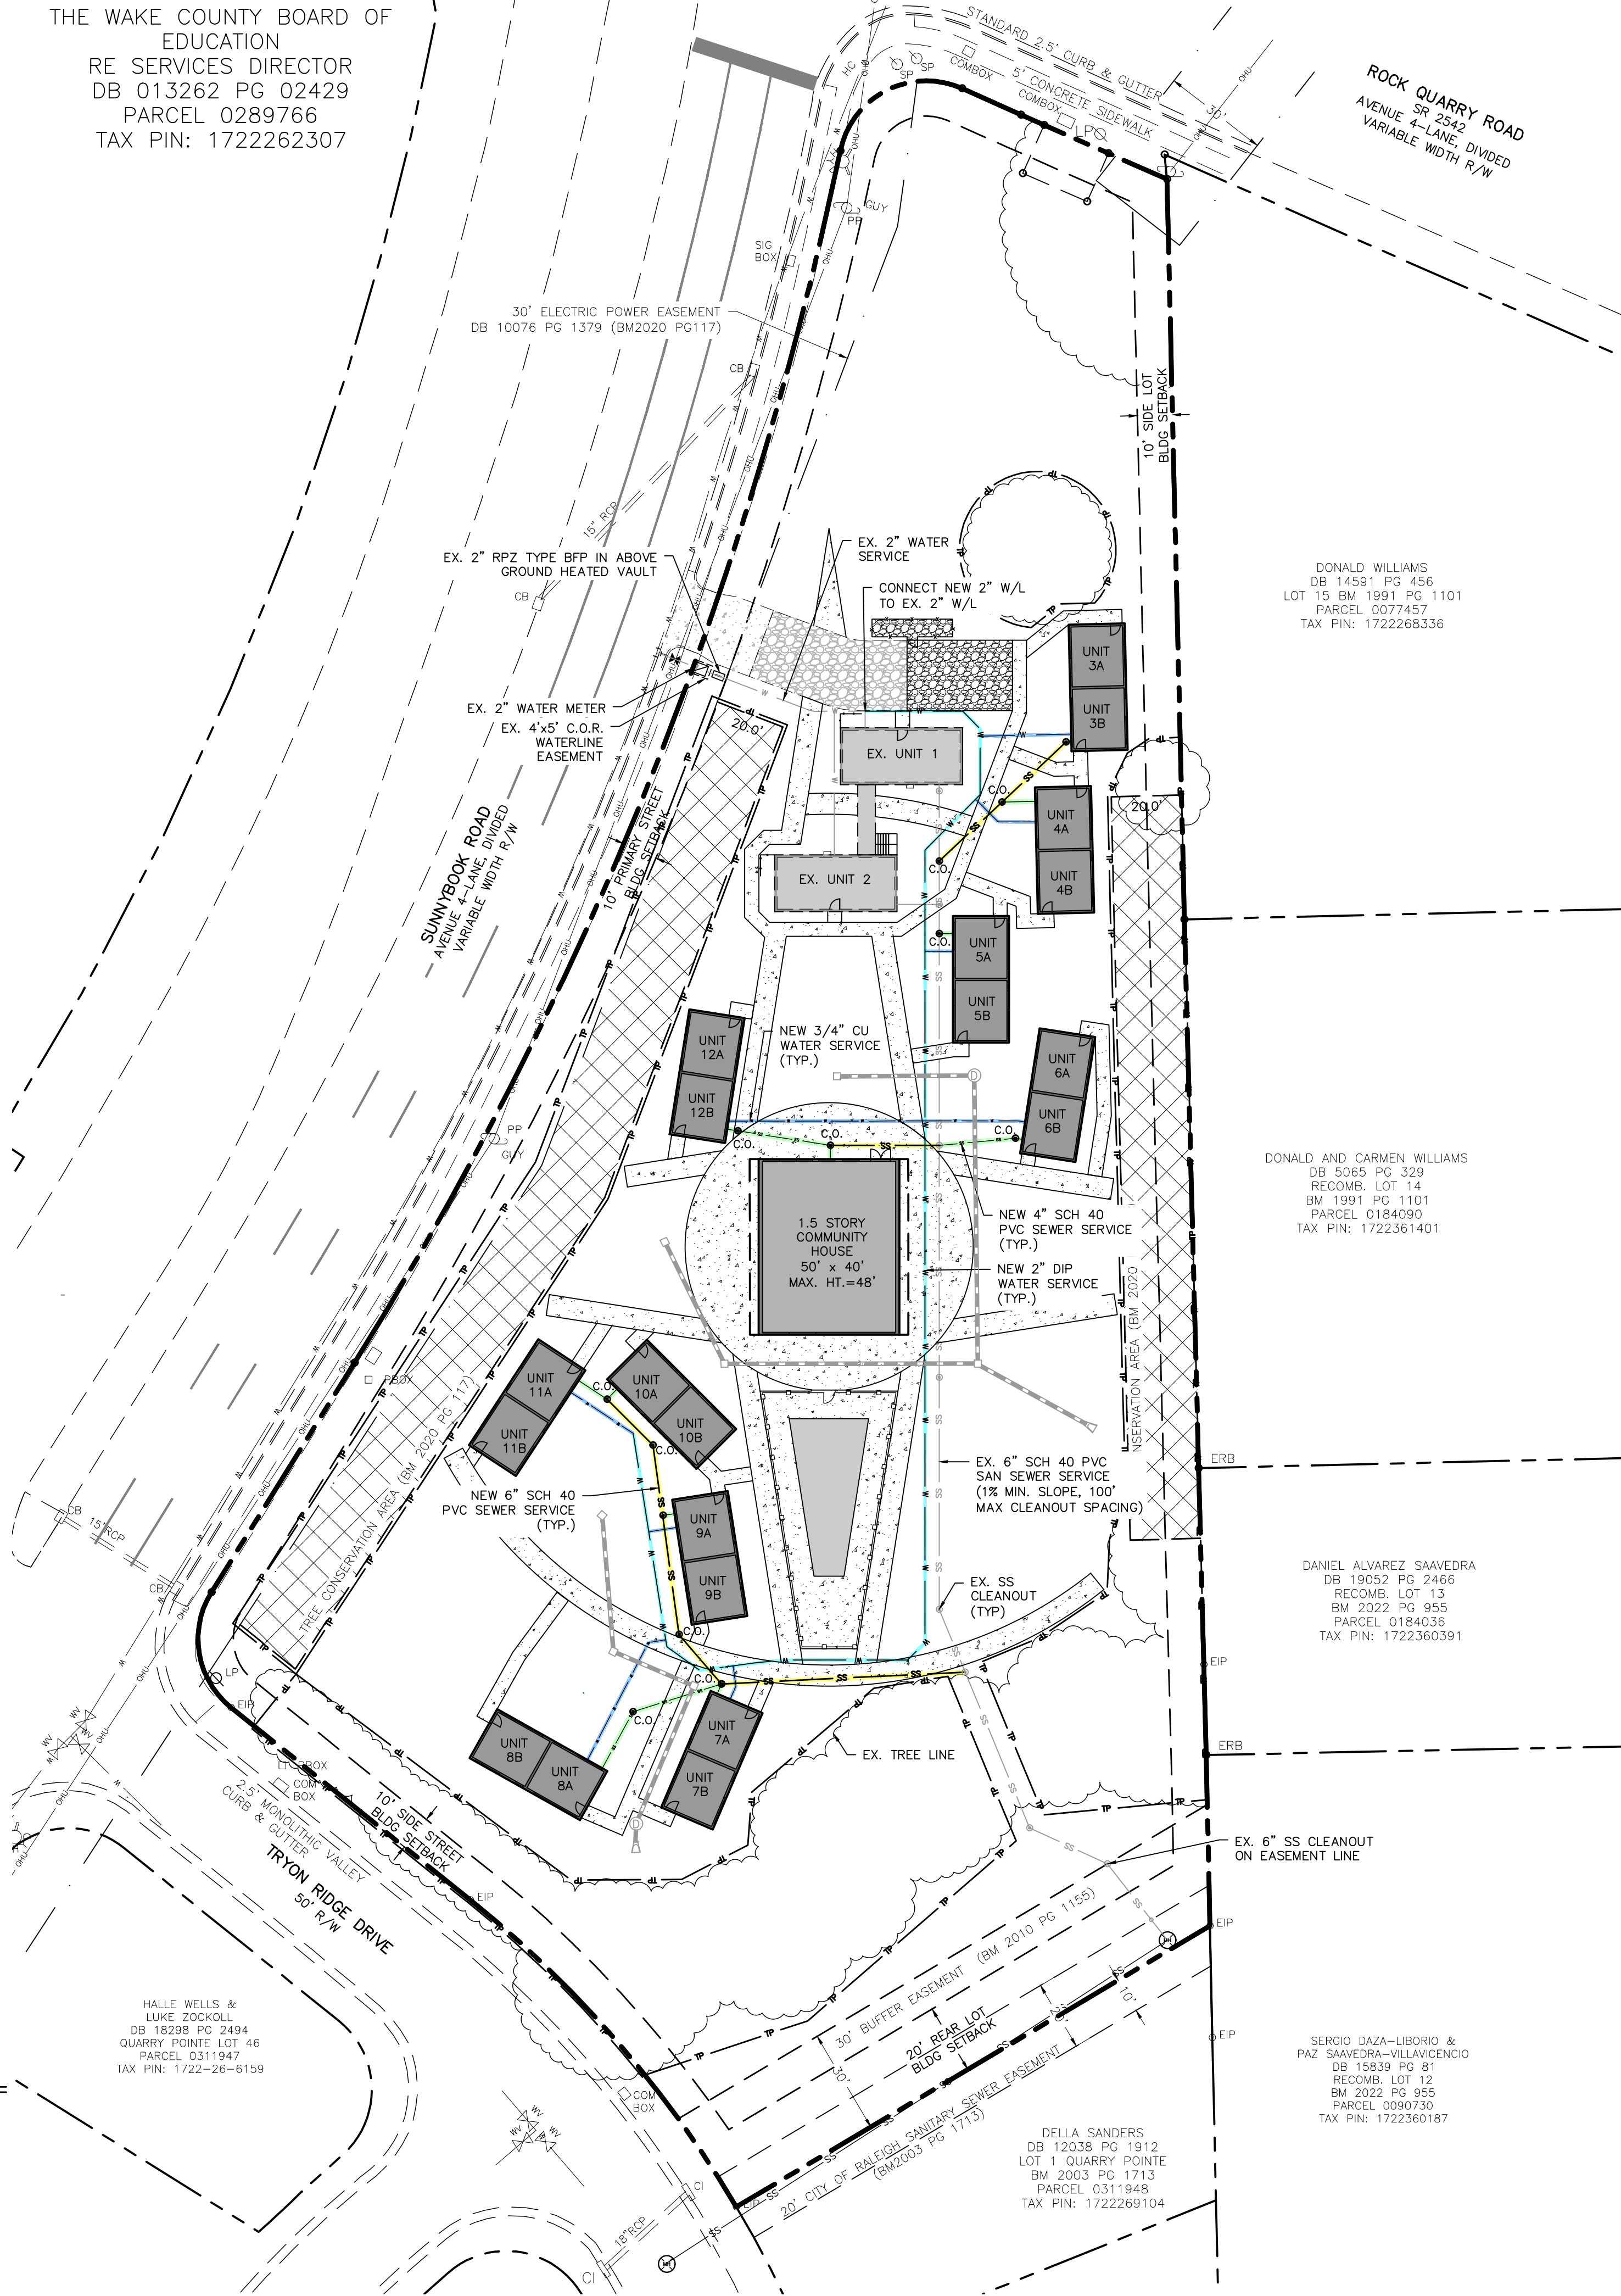 THE WAKE COUNTY BOARD OF
EDUCATION
RE SERVICES DIRECTOR
DB 013262 PG 02429
PARCEL 0289766
TAX PIN: 1722262307
STANDARD 2.5' CURB & GUTTER
COMBOX
5' CONCRETE SIDEWALK
COMBOX
HC
SP
SP
LP
30'
OHU
ROCK QUARRY ROAD
SR 2542
AVENUE 4-LANE, DIVIDED
VARIABLE WIDTH R/W
GUY
PP
SIG
BOX
30' ELECTRIC POWER EASEMENT
DB 10076 PG 1379 (BM2020 PG117)
CB
10' SIDE LOT
BLDG SETBACK
15" RCP
CB
EX. 2" RPZ TYPE BFP IN ABOVE
GROUND HEATED VAULT
EX. 2" WATER
SERVICE
CONNECT NEW 2" W/L
TO EX. 2" W/L
DONALD WILLIAMS
DB 14591 PG 456
LOT 15 BM 1991 PG 1101
PARCEL 0077457
TAX PIN: 1722268336
EX. 2" WATER METER
EX. 4'x5' C.O.R.
WATERLINE
EASEMENT
20.0'
UNIT
3A
UNIT
3B
EX. UNIT 1
EX. UNIT 2
C.O.
UNIT
4A
UNIT
4B
20.0'
C.O.
SUNNYBOOK ROAD
AVENUE 4-LANE, DIVIDED
VARIABLE WIDTH R/W
10' PRIMARY STREET
BLDG SETBACK
C.O.
UNIT
5A
UNIT
5B
NEW 3/4" CU
WATER SERVICE
(TYP.)
UNIT
12A
UNIT
12B
UNIT
6A
UNIT
6B
D
C.O.
C.O.
C.O.
SS
PP
GUY
1.5 STORY
COMMUNITY
HOUSE
50' x 40'
MAX. HT.=48'
NEW 4" SCH 40
PVC SEWER SERVICE
(TYP.)
NEW 2" DIP
WATER SERVICE
(TYP.)
DONALD AND CARMEN WILLIAMS
DB 5065 PG 329
RECOMB. LOT 14
BM 1991 PG 1101
PARCEL 0184090
TAX PIN: 1722361401
NSERVATION AREA (BM 2020
PBOX
UNIT
11A
UNIT
11B
C.O.
UNIT
10A
UNIT
10B
C.O.
NEW 6" SCH 40
PVC SEWER SERVICE
(TYP.)
EX. 6" SCH 40 PVC
SAN SEWER SERVICE
(1% MIN. SLOPE, 100'
MAX CLEANOUT SPACING)
ERB
UNIT
9A
UNIT
9B
C.O.
CB
15"RCP
CB
TREE CONSERVATION AREA (BM 2020 PG 117)
EX. SS
CLEANOUT
(TYP)
DANIEL ALVAREZ SAAVEDRA
DB 19052 PG 2466
RECOMB. LOT 13
BM 2022 PG 955
PARCEL 0184036
TAX PIN: 1722360391
EIP
LP
EIP
C.O.
C.O.
UNIT
7A
UNIT
7B
UNIT
8B
UNIT
8A
D
EX. TREE LINE
ERB
WV
WV
WV
PBOX
COM
BOX
2.5' MONOLITHIC VALLEY
CURB & GUTTER
10' SIDE STREET
BLDG SETBACK
TRYON RIDGE DRIVE
50' R/W
EIP
EX. 6" SS CLEANOUT
ON EASEMENT LINE
EIP
30' BUFFER EASEMENT (BM 2010 PG 1155)
20' REAR LOT
BLDG SETBACK
30'
10'
20' CITY OF RALEIGH SANITARY SEWER EASEMENT
(BM2003 PG 1713)
EIP
HALLE WELLS &
LUKE ZOCKOLL
DB 18298 PG 2494
QUARRY POINTE LOT 46
PARCEL 0311947
TAX PIN: 1722-26-6159
SERGIO DAZA-LIBORIO &
PAZ SAAVEDRA-VILLAVICENCIO
DB 15839 PG 81
RECOMB. LOT 12
BM 2022 PG 955
PARCEL 0090730
TAX PIN: 1722360187
COM
BOX
WV
WV
WV
DELLA SANDERS
DB 12038 PG 1912
LOT 1 QUARRY POINTE
BM 2003 PG 1713
PARCEL 0311948
TAX PIN: 1722269104
CI
18"RCP
CI